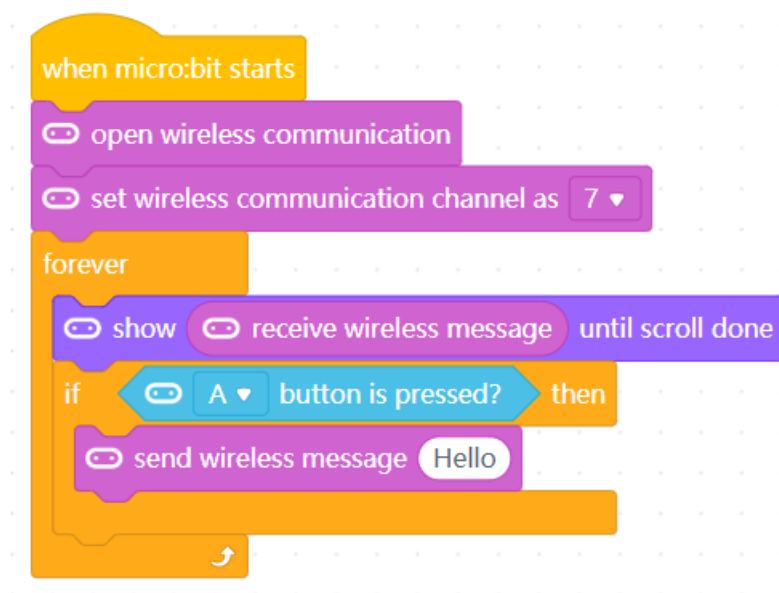 when micro:bit starts
open wireless communication
set wireless communication channel as 7
forever
show receive wireless message until scroll done
if A button is pressed? then
send wireless message Hello